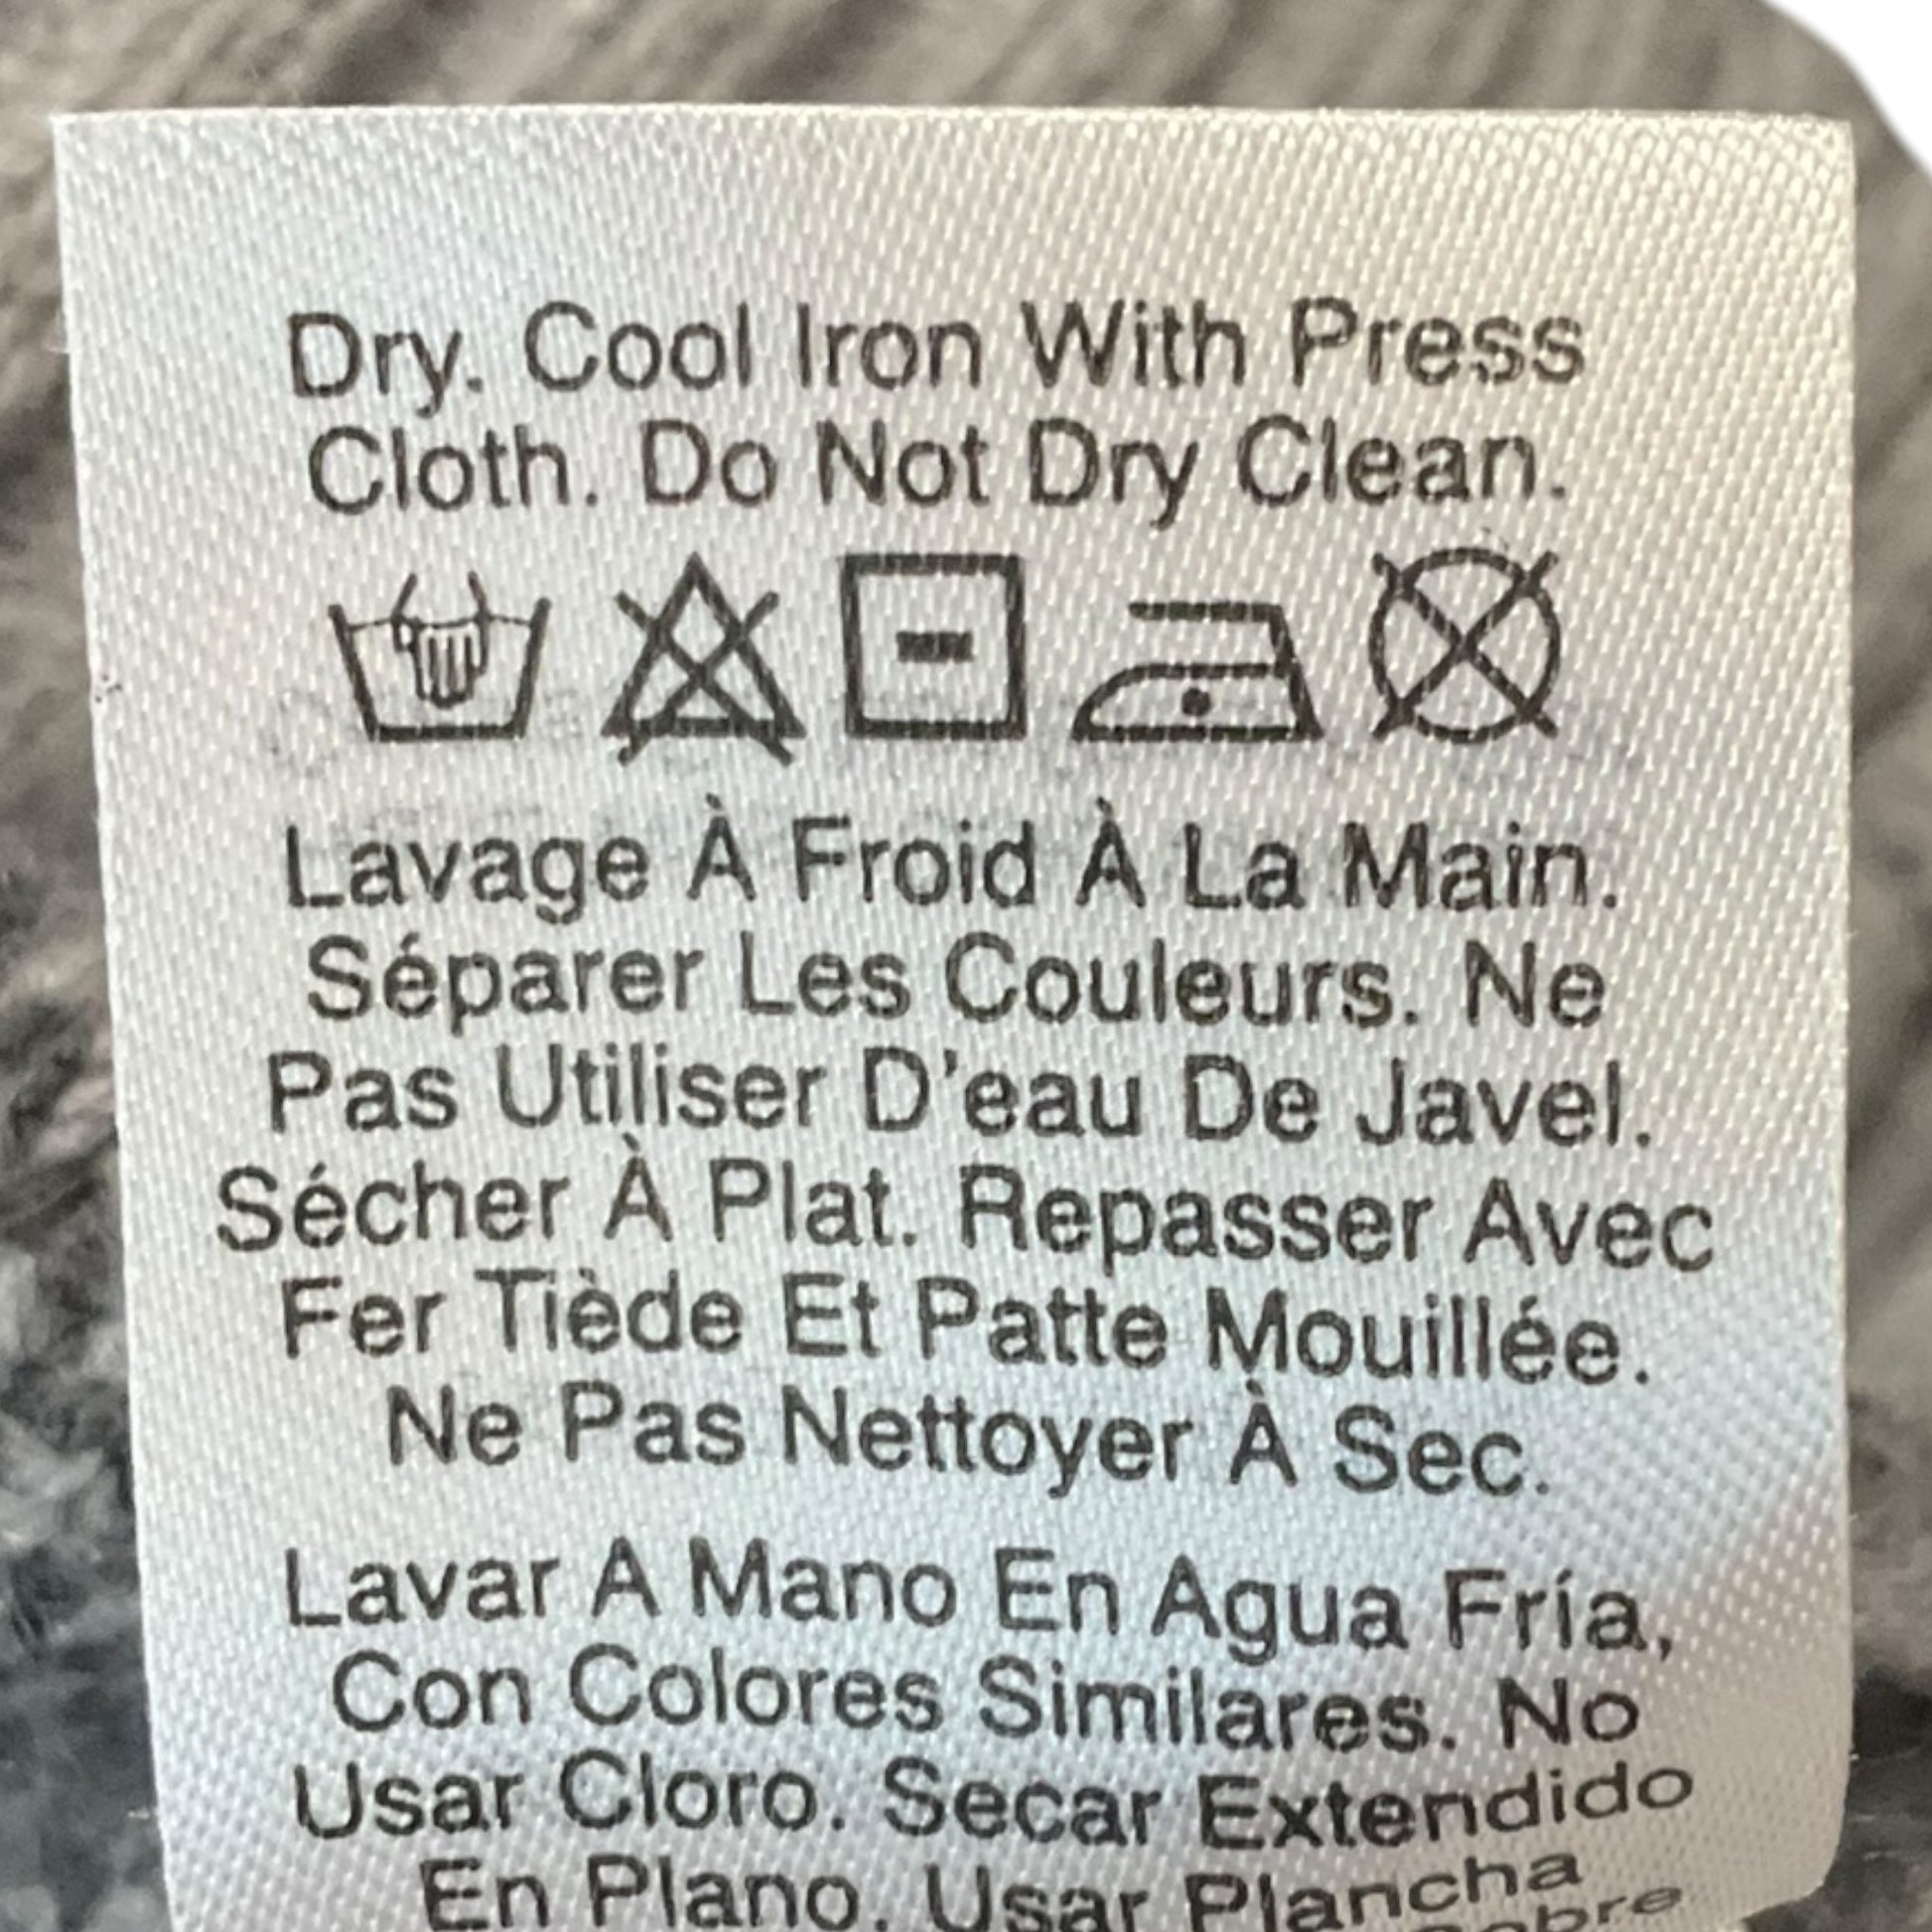 Dry. Cool Iron With Press
Cloth. Do Not Dry Clean.
Lavage À Froid À La Main.
Séparer Les Couleurs. Ne
Pas Utiliser D'eau De Javel.
Sécher À Plat. Repasser Avec
Fer Tiède Et Patte Mouillée.
Ne Pas Nettoyer À Sec.
Lavar A Mano En Agua Fría,
Con Colores Similares. No
Usar Cloro. Secar Extendido
En Plano. Usar Plancha